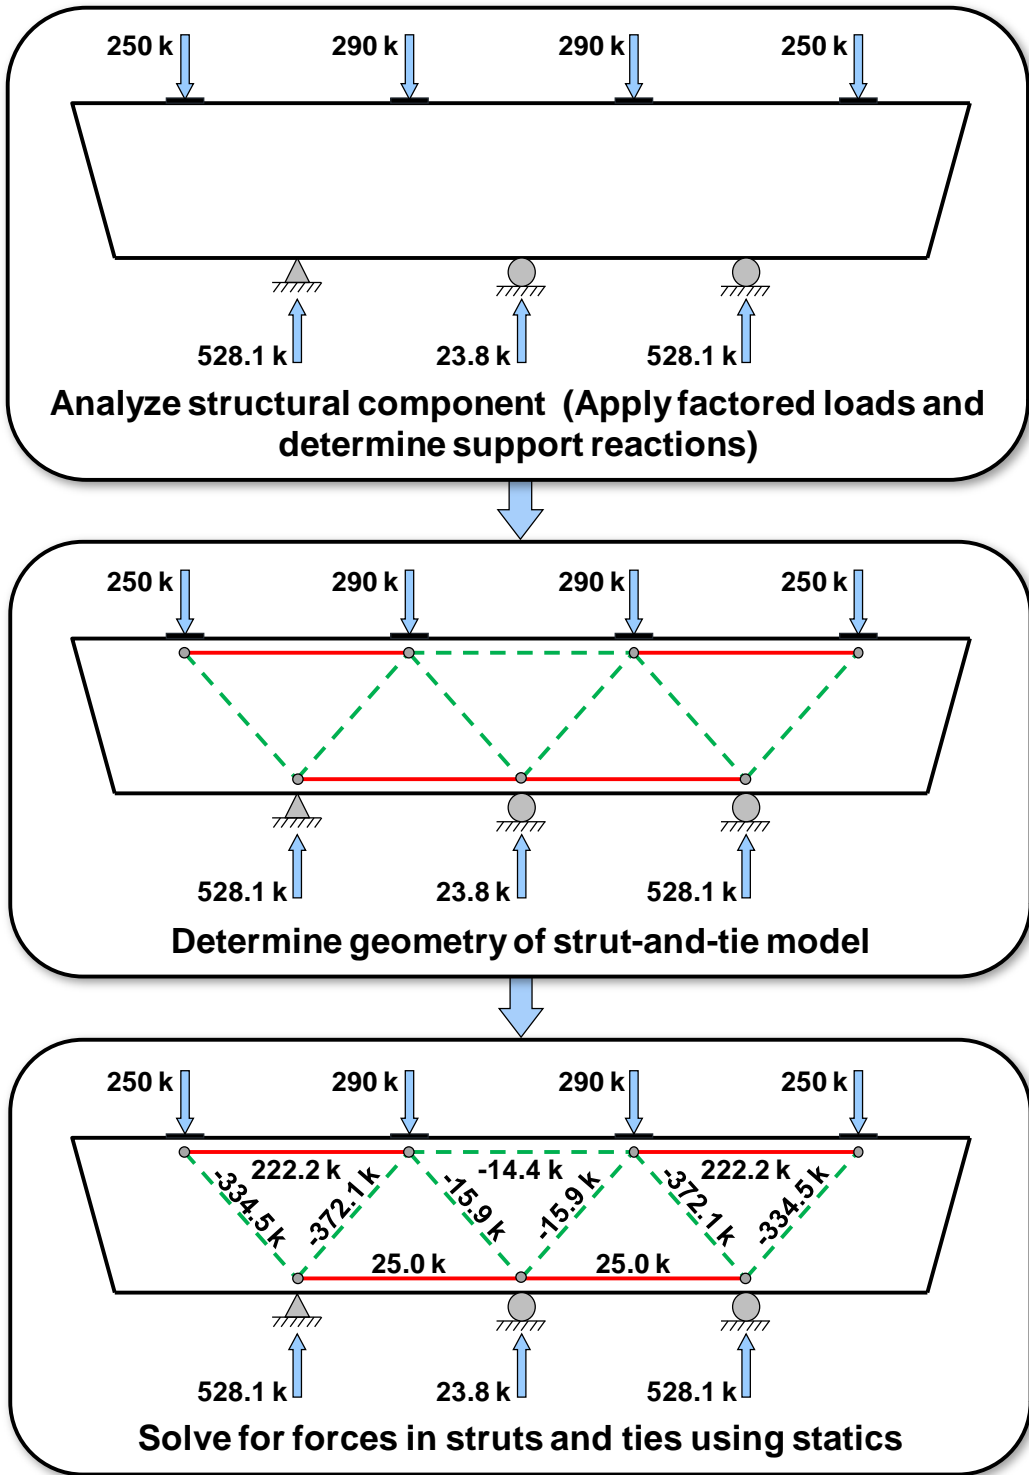 250 k 290 k 290 k 250 k
528.1 k 23.8 k 528.1 k
Analyze structural component (Apply factored loads and
determine support reactions)
250 k 290 k 290 k 250 k
528.1 k 23.8 k 528.1 k
Determine geometry of strut-and-tie model
250 k 290 k 290 k 250 k
222.2 k -14.4 k 222.2 k
-334.5 k -372.1 k -15.9 k -15.9 k -372.1 k -334.5 k
25.0 k 25.0 k
528.1 k 23.8 k 528.1 k
Solve for forces in struts and ties using statics